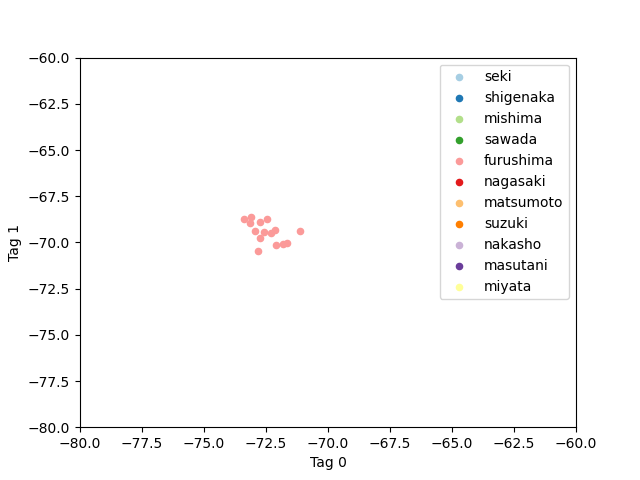 −60.0
−62.5
−65.0
−67.5
−70.0
−72.5
−75.0
−77.5
−80.0
Tag 1
seki
shigenaka
mishima
sawada
furushima
nagasaki
matsumoto
suzuki
nakasho
masutani
miyata
−80.0 −77.5 −75.0 −72.5 −70.0 −67.5 −65.0 −62.5 −60.0
Tag 0